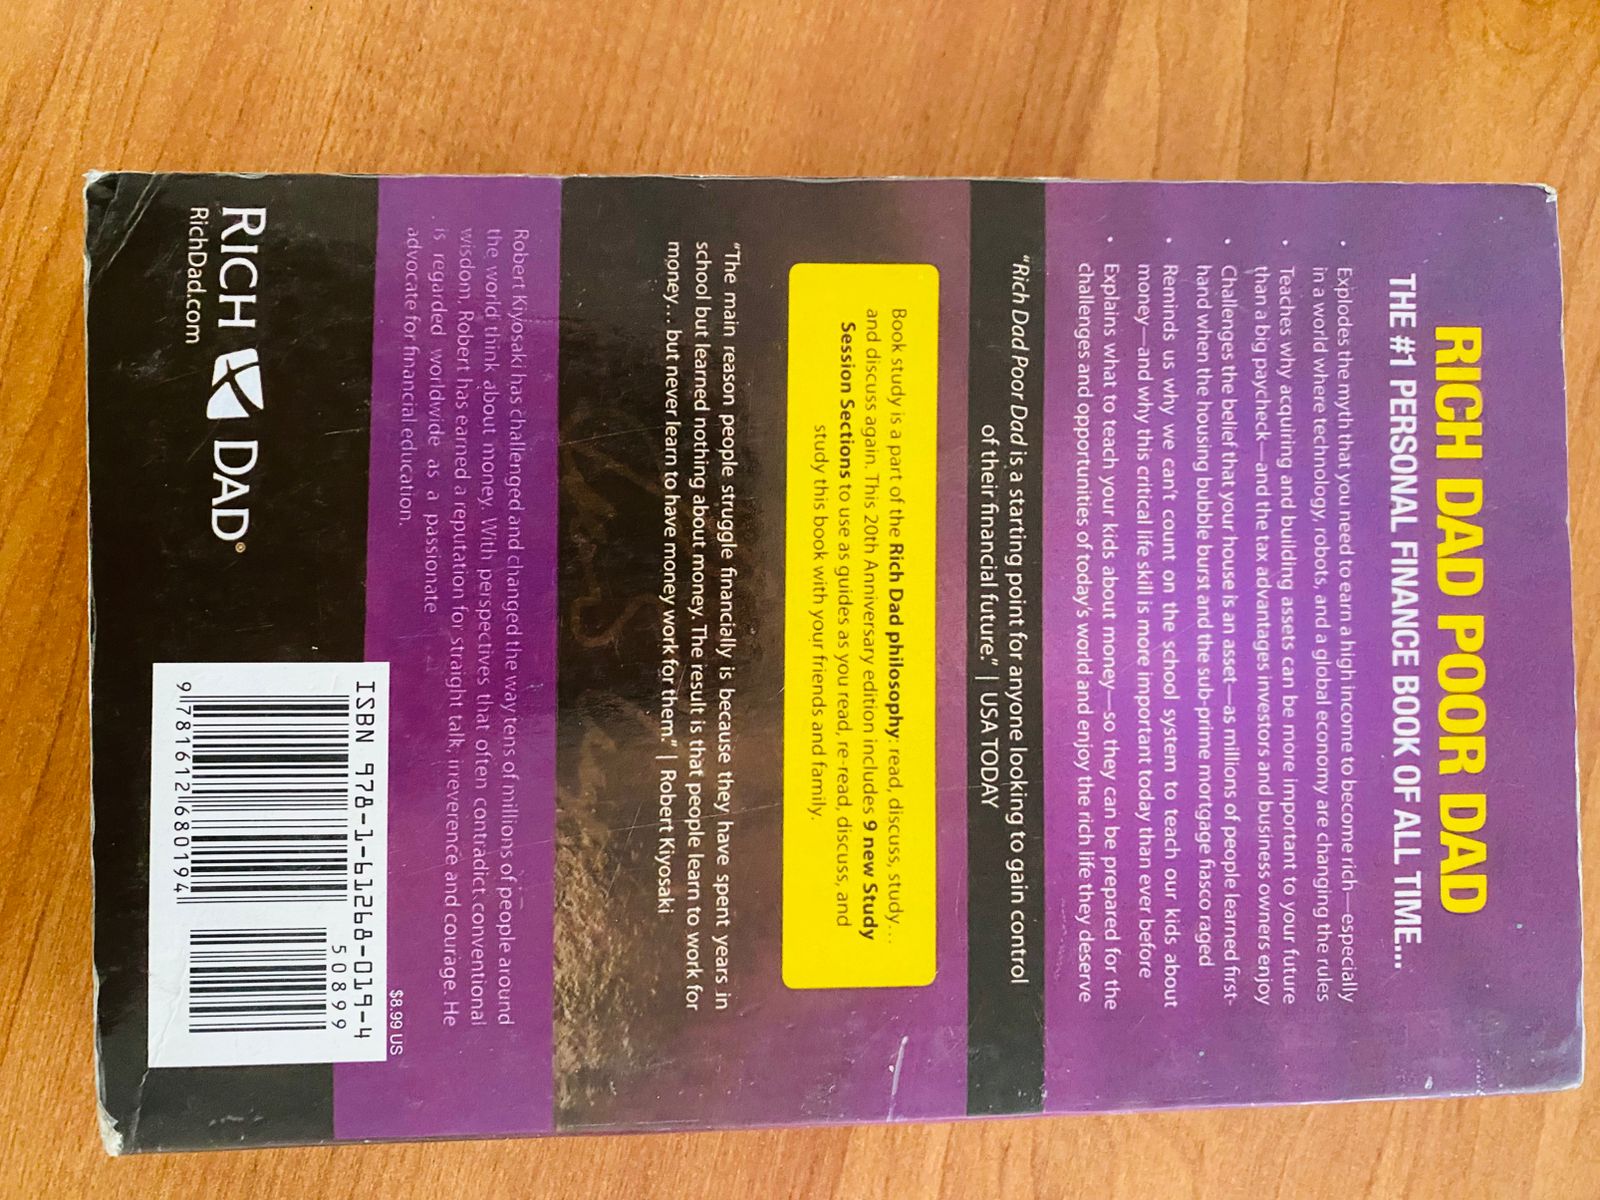 RICH DAD POOR DAD
THE #1 PERSONAL FINANCE BOOK OF ALL TIME...
• Explodes the myth that you need to earn a high income to become rich—especially
in a world where technology, robots, and a global economy are changing the rules
• Teaches why acquiring and building assets can be more important to your future
than a big paycheck—and the tax advantages investors and business owners enjoy
• Challenges the belief that your house is an asset—as millions of people learned first-
hand when the housing bubble burst and the sub-prime mortgage fiasco raged
• Reminds us why we can't count on the school system to teach our kids about
money—and why this critical life skill is more important today than ever before
• Explains what to teach your kids about money—so they can be prepared for the
challenges and opportunities of today's world and enjoy the rich life they deserve
"Rich Dad Poor Dad is a starting point for anyone looking to gain control
of their financial future." | USA TODAY
Book study is a part of the Rich Dad philosophy: read, discuss, study...
and discuss again. This 20th Anniversary edition includes 9 new Study
Session Sections to use as guides as you read, re-read, discuss, and
study this book with your friends and family.
"The main reason people struggle financially is because they have spent years in
school but learned nothing about money. The result is that people learn to work for
money... but never learn to have money work for them." | Robert Kiyosaki
Robert Kiyosaki has challenged and changed the way tens of millions of people around
the world think about money. With perspectives that often contradict conventional
wisdom, Robert has earned a reputation for straight talk, irreverence and courage. He
is regarded worldwide as a passionate
advocate for financial education.
$8.99 US
ISBN 978-1-61268-019-4
50899
9 781612 680194
RICH DAD®
RichDad.com